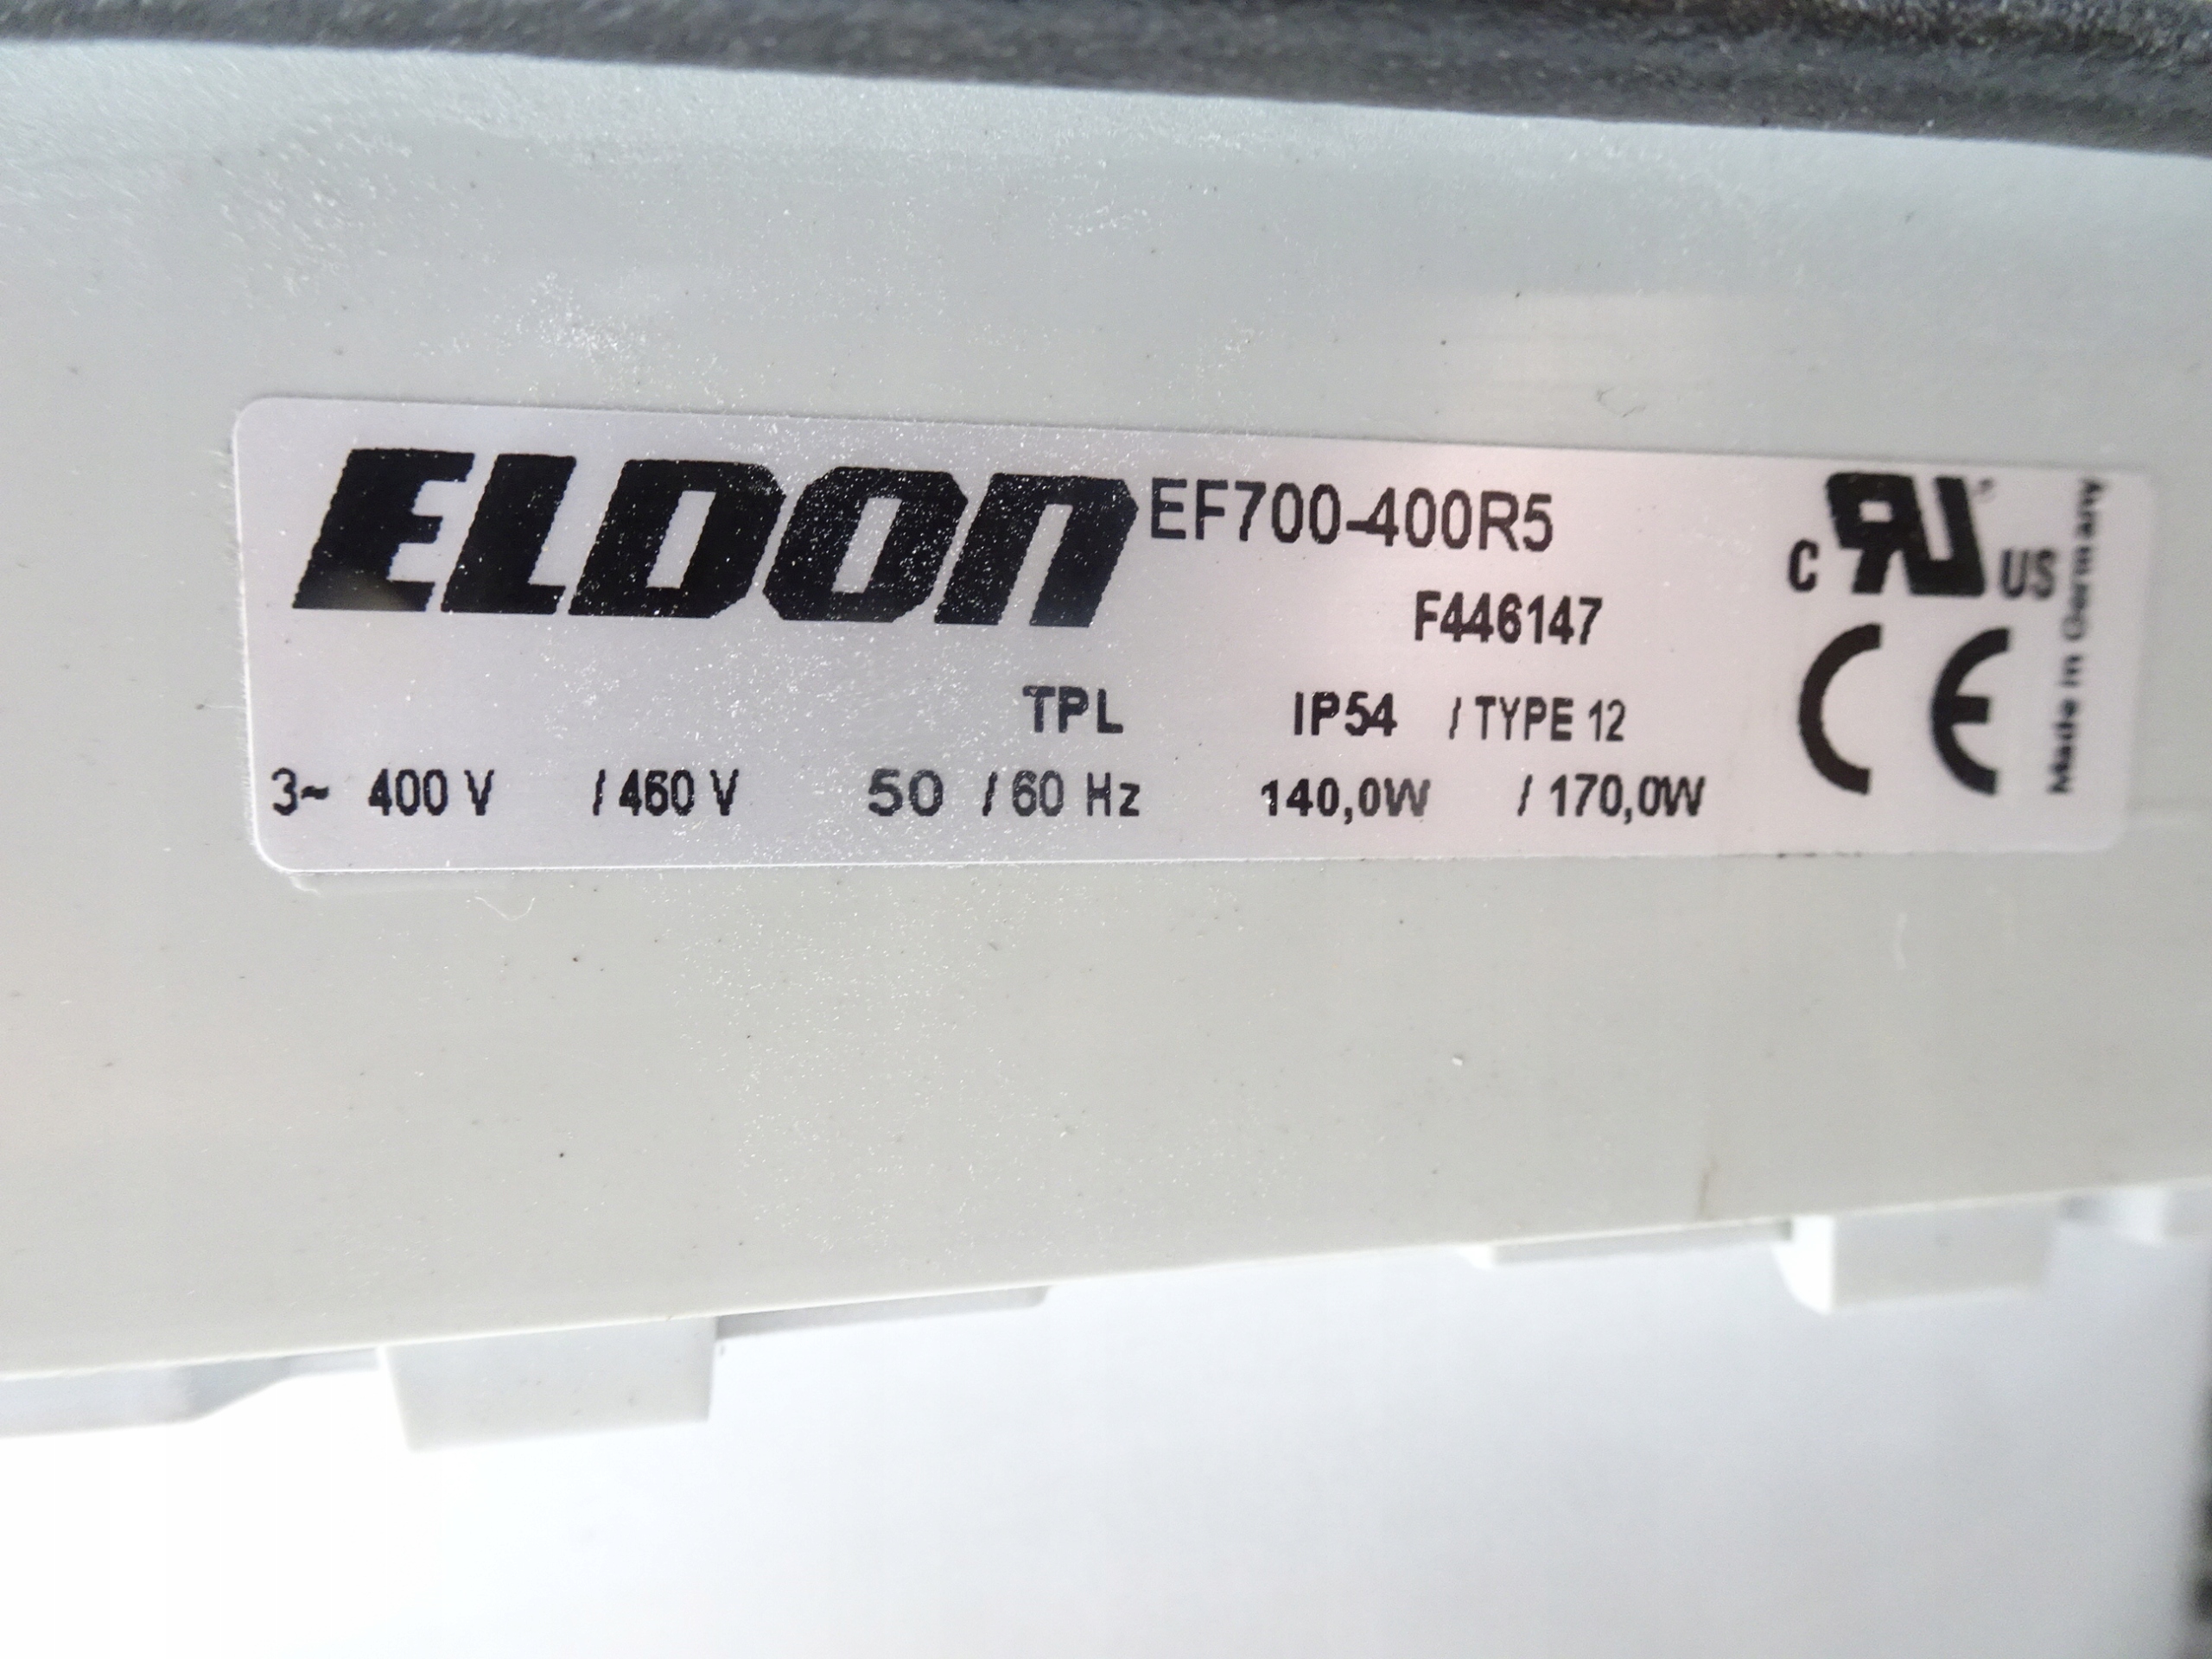 ELDON EF700-400R5
F446147
TPL IP54 / TYPE 12
3~ 400 V / 460 V 50 / 60 Hz 140,0W / 170,0W
C RU US
CE
Made in Germany